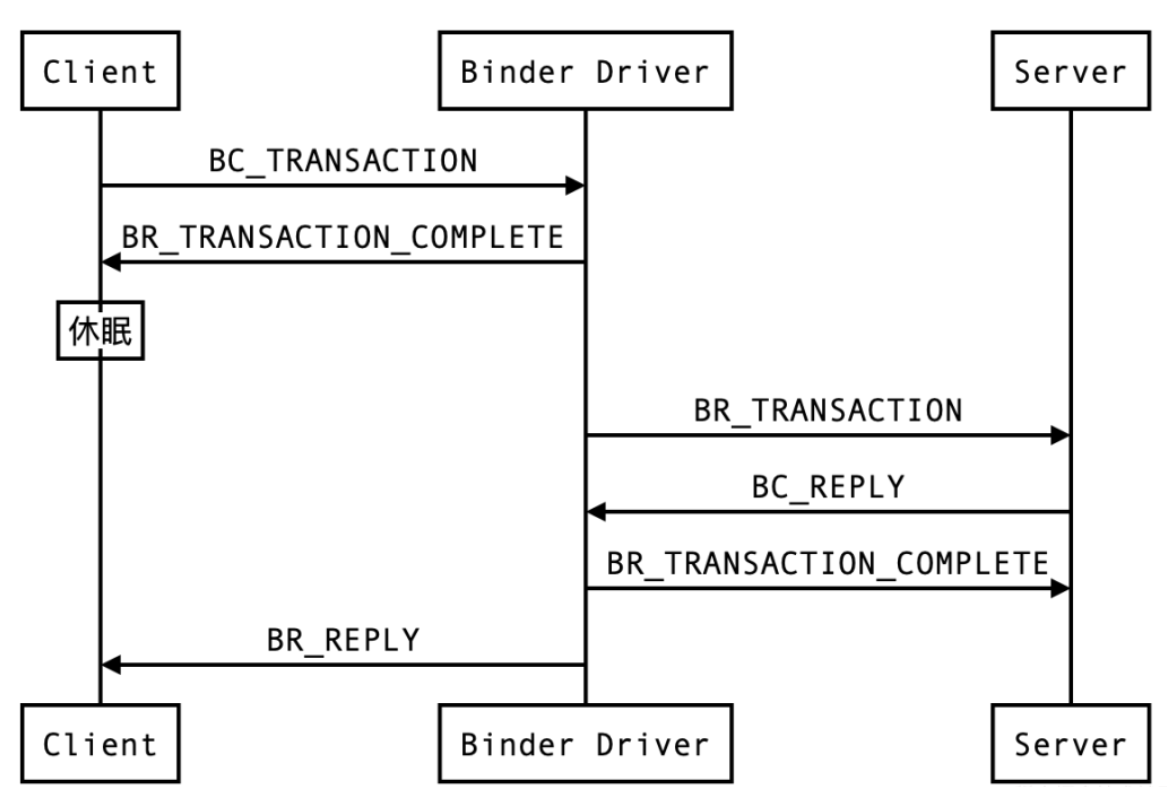 Client
Binder Driver
Server
BC_TRANSACTION
BR_TRANSACTION_COMPLETE
休眠
BR_TRANSACTION
BC_REPLY
BR_TRANSACTION_COMPLETE
BR_REPLY
Client
Binder Driver
Server